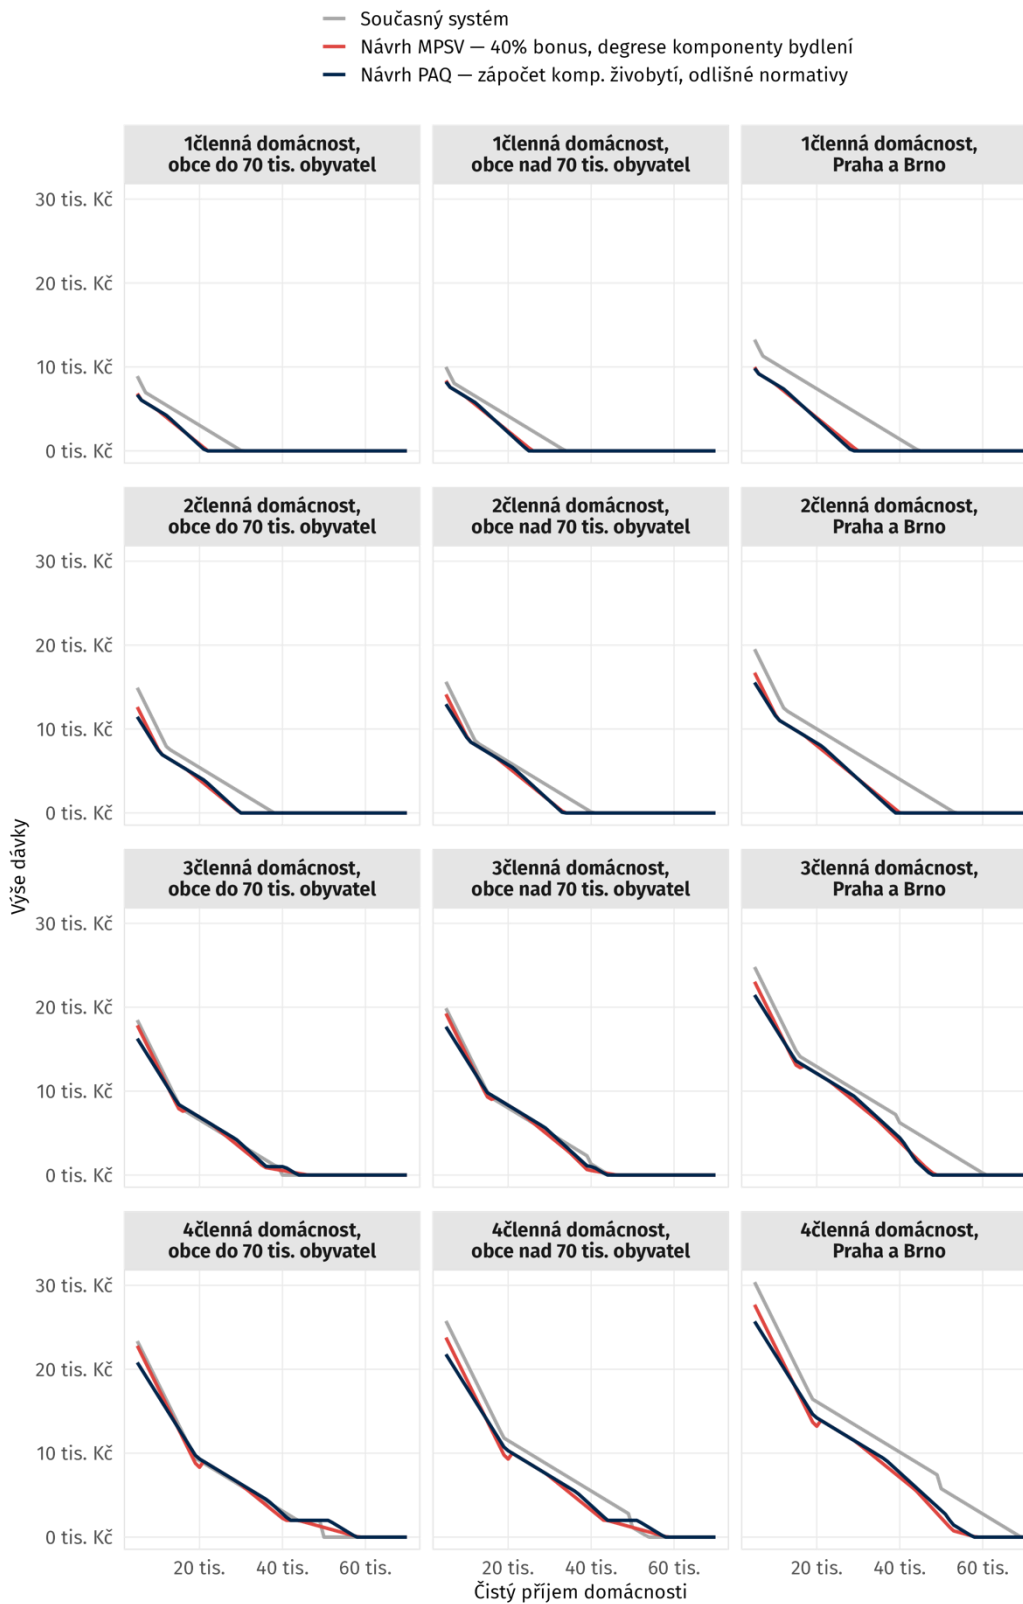 Současný systém
Návrh MPSV — 40% bonus, degrese komponenty bydlení
Návrh PAQ — zápočet komp. živobytí, odlišné normativy
1členná domácnost,
obce do 70 tis. obyvatel
1členná domácnost,
obce nad 70 tis. obyvatel
1členná domácnost,
Praha a Brno
30 tis. Kč
20 tis. Kč
10 tis. Kč
0 tis. Kč
2členná domácnost,
obce do 70 tis. obyvatel
2členná domácnost,
obce nad 70 tis. obyvatel
2členná domácnost,
Praha a Brno
30 tis. Kč
20 tis. Kč
10 tis. Kč
0 tis. Kč
Výše dávky
3členná domácnost,
obce do 70 tis. obyvatel
3členná domácnost,
obce nad 70 tis. obyvatel
3členná domácnost,
Praha a Brno
30 tis. Kč
20 tis. Kč
10 tis. Kč
0 tis. Kč
4členná domácnost,
obce do 70 tis. obyvatel
4členná domácnost,
obce nad 70 tis. obyvatel
4členná domácnost,
Praha a Brno
30 tis. Kč
20 tis. Kč
10 tis. Kč
0 tis. Kč
20 tis. 40 tis. 60 tis. 20 tis. 40 tis. 60 tis. 20 tis. 40 tis. 60 tis.
Čistý příjem domácnosti